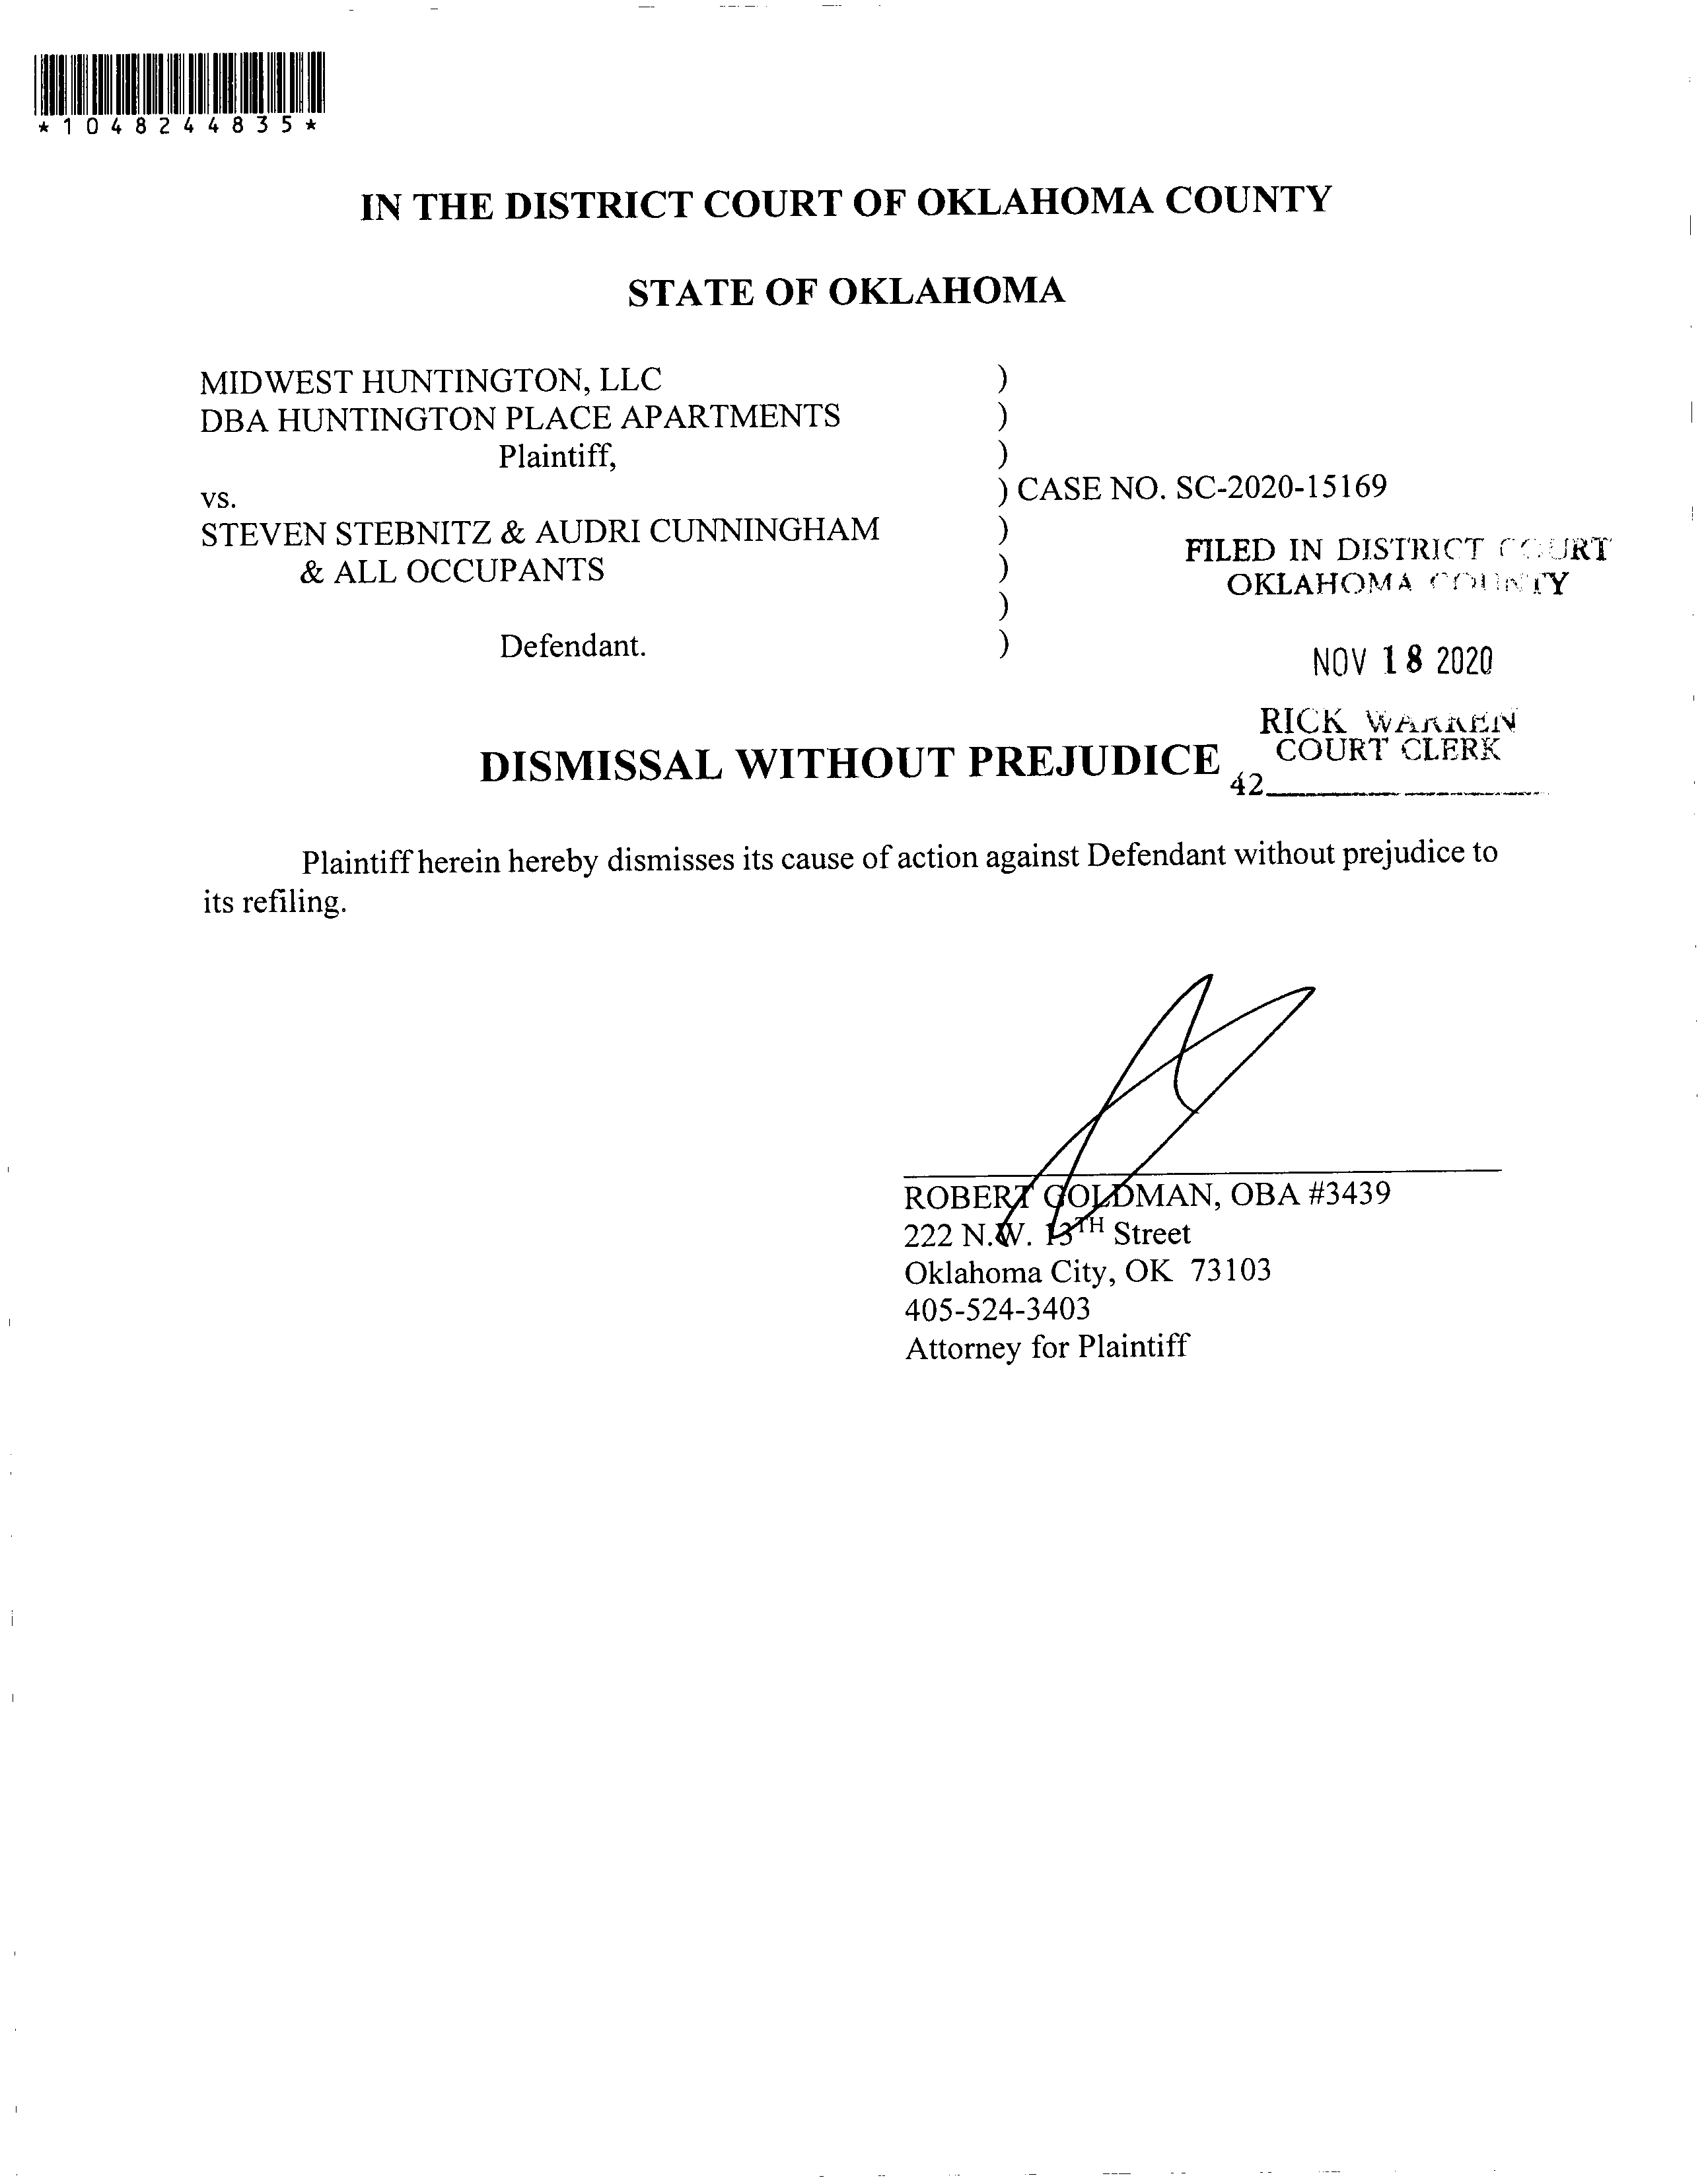 *1048244835*
IN THE DISTRICT COURT OF OKLAHOMA COUNTY
STATE OF OKLAHOMA
MIDWEST HUNTINGTON, LLC )
DBA HUNTINGTON PLACE APARTMENTS )
Plaintiff, )
vs. ) CASE NO. SC-2020-15169
STEVEN STEBNITZ & AUDRI CUNNINGHAM )
& ALL OCCUPANTS )
)
Defendant. )
FILED IN DISTRICT COURT
OKLAHOMA COUNTY
NOV 18 2020
RICK WARREN
COURT CLERK
42
DISMISSAL WITHOUT PREJUDICE
Plaintiff herein hereby dismisses its cause of action against Defendant without prejudice to
its refiling.
ROBERT GOLDMAN, OBA #3439
222 N.W. 13TH Street
Oklahoma City, OK 73103
405-524-3403
Attorney for Plaintiff